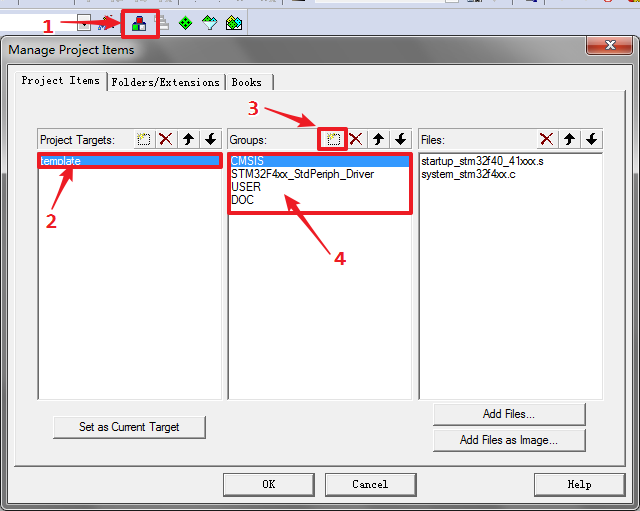 1
Manage Project Items
Project Items
Folders/Extensions
Books
3
Project Targets:
Groups:
Files:
template
CMSIS
STM32F4xx_StdPeriph_Driver
USER
DOC
startup_stm32f40_41xxx.s
system_stm32f4xx.c
2
4
Set as Current Target
Add Files...
Add Files as Image...
OK
Cancel
Help